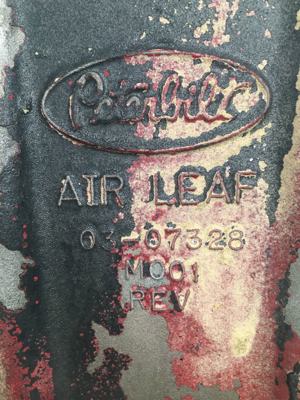 Peterbilt
AIR LEAF
03-07328
M001
REV